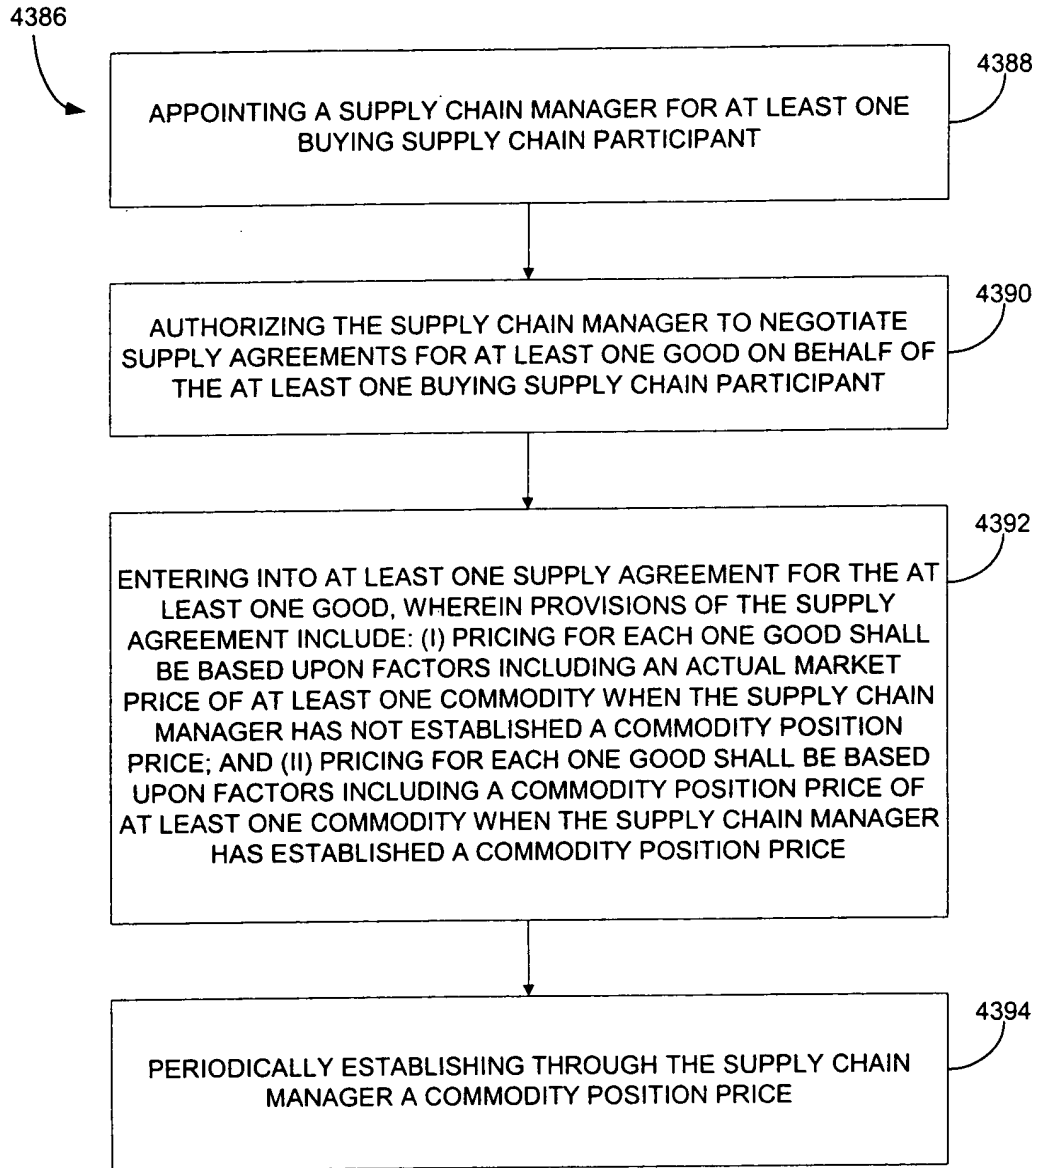 4386
4388
APPOINTING A SUPPLY CHAIN MANAGER FOR AT LEAST ONE
BUYING SUPPLY CHAIN PARTICIPANT
4390
AUTHORIZING THE SUPPLY CHAIN MANAGER TO NEGOTIATE
SUPPLY AGREEMENTS FOR AT LEAST ONE GOOD ON BEHALF OF
THE AT LEAST ONE BUYING SUPPLY CHAIN PARTICIPANT
4392
ENTERING INTO AT LEAST ONE SUPPLY AGREEMENT FOR THE AT
LEAST ONE GOOD, WHEREIN PROVISIONS OF THE SUPPLY
AGREEMENT INCLUDE: (I) PRICING FOR EACH ONE GOOD SHALL
BE BASED UPON FACTORS INCLUDING AN ACTUAL MARKET
PRICE OF AT LEAST ONE COMMODITY WHEN THE SUPPLY CHAIN
MANAGER HAS NOT ESTABLISHED A COMMODITY POSITION
PRICE; AND (II) PRICING FOR EACH ONE GOOD SHALL BE BASED
UPON FACTORS INCLUDING A COMMODITY POSITION PRICE OF
AT LEAST ONE COMMODITY WHEN THE SUPPLY CHAIN MANAGER
HAS ESTABLISHED A COMMODITY POSITION PRICE
4394
PERIODICALLY ESTABLISHING THROUGH THE SUPPLY CHAIN
MANAGER A COMMODITY POSITION PRICE